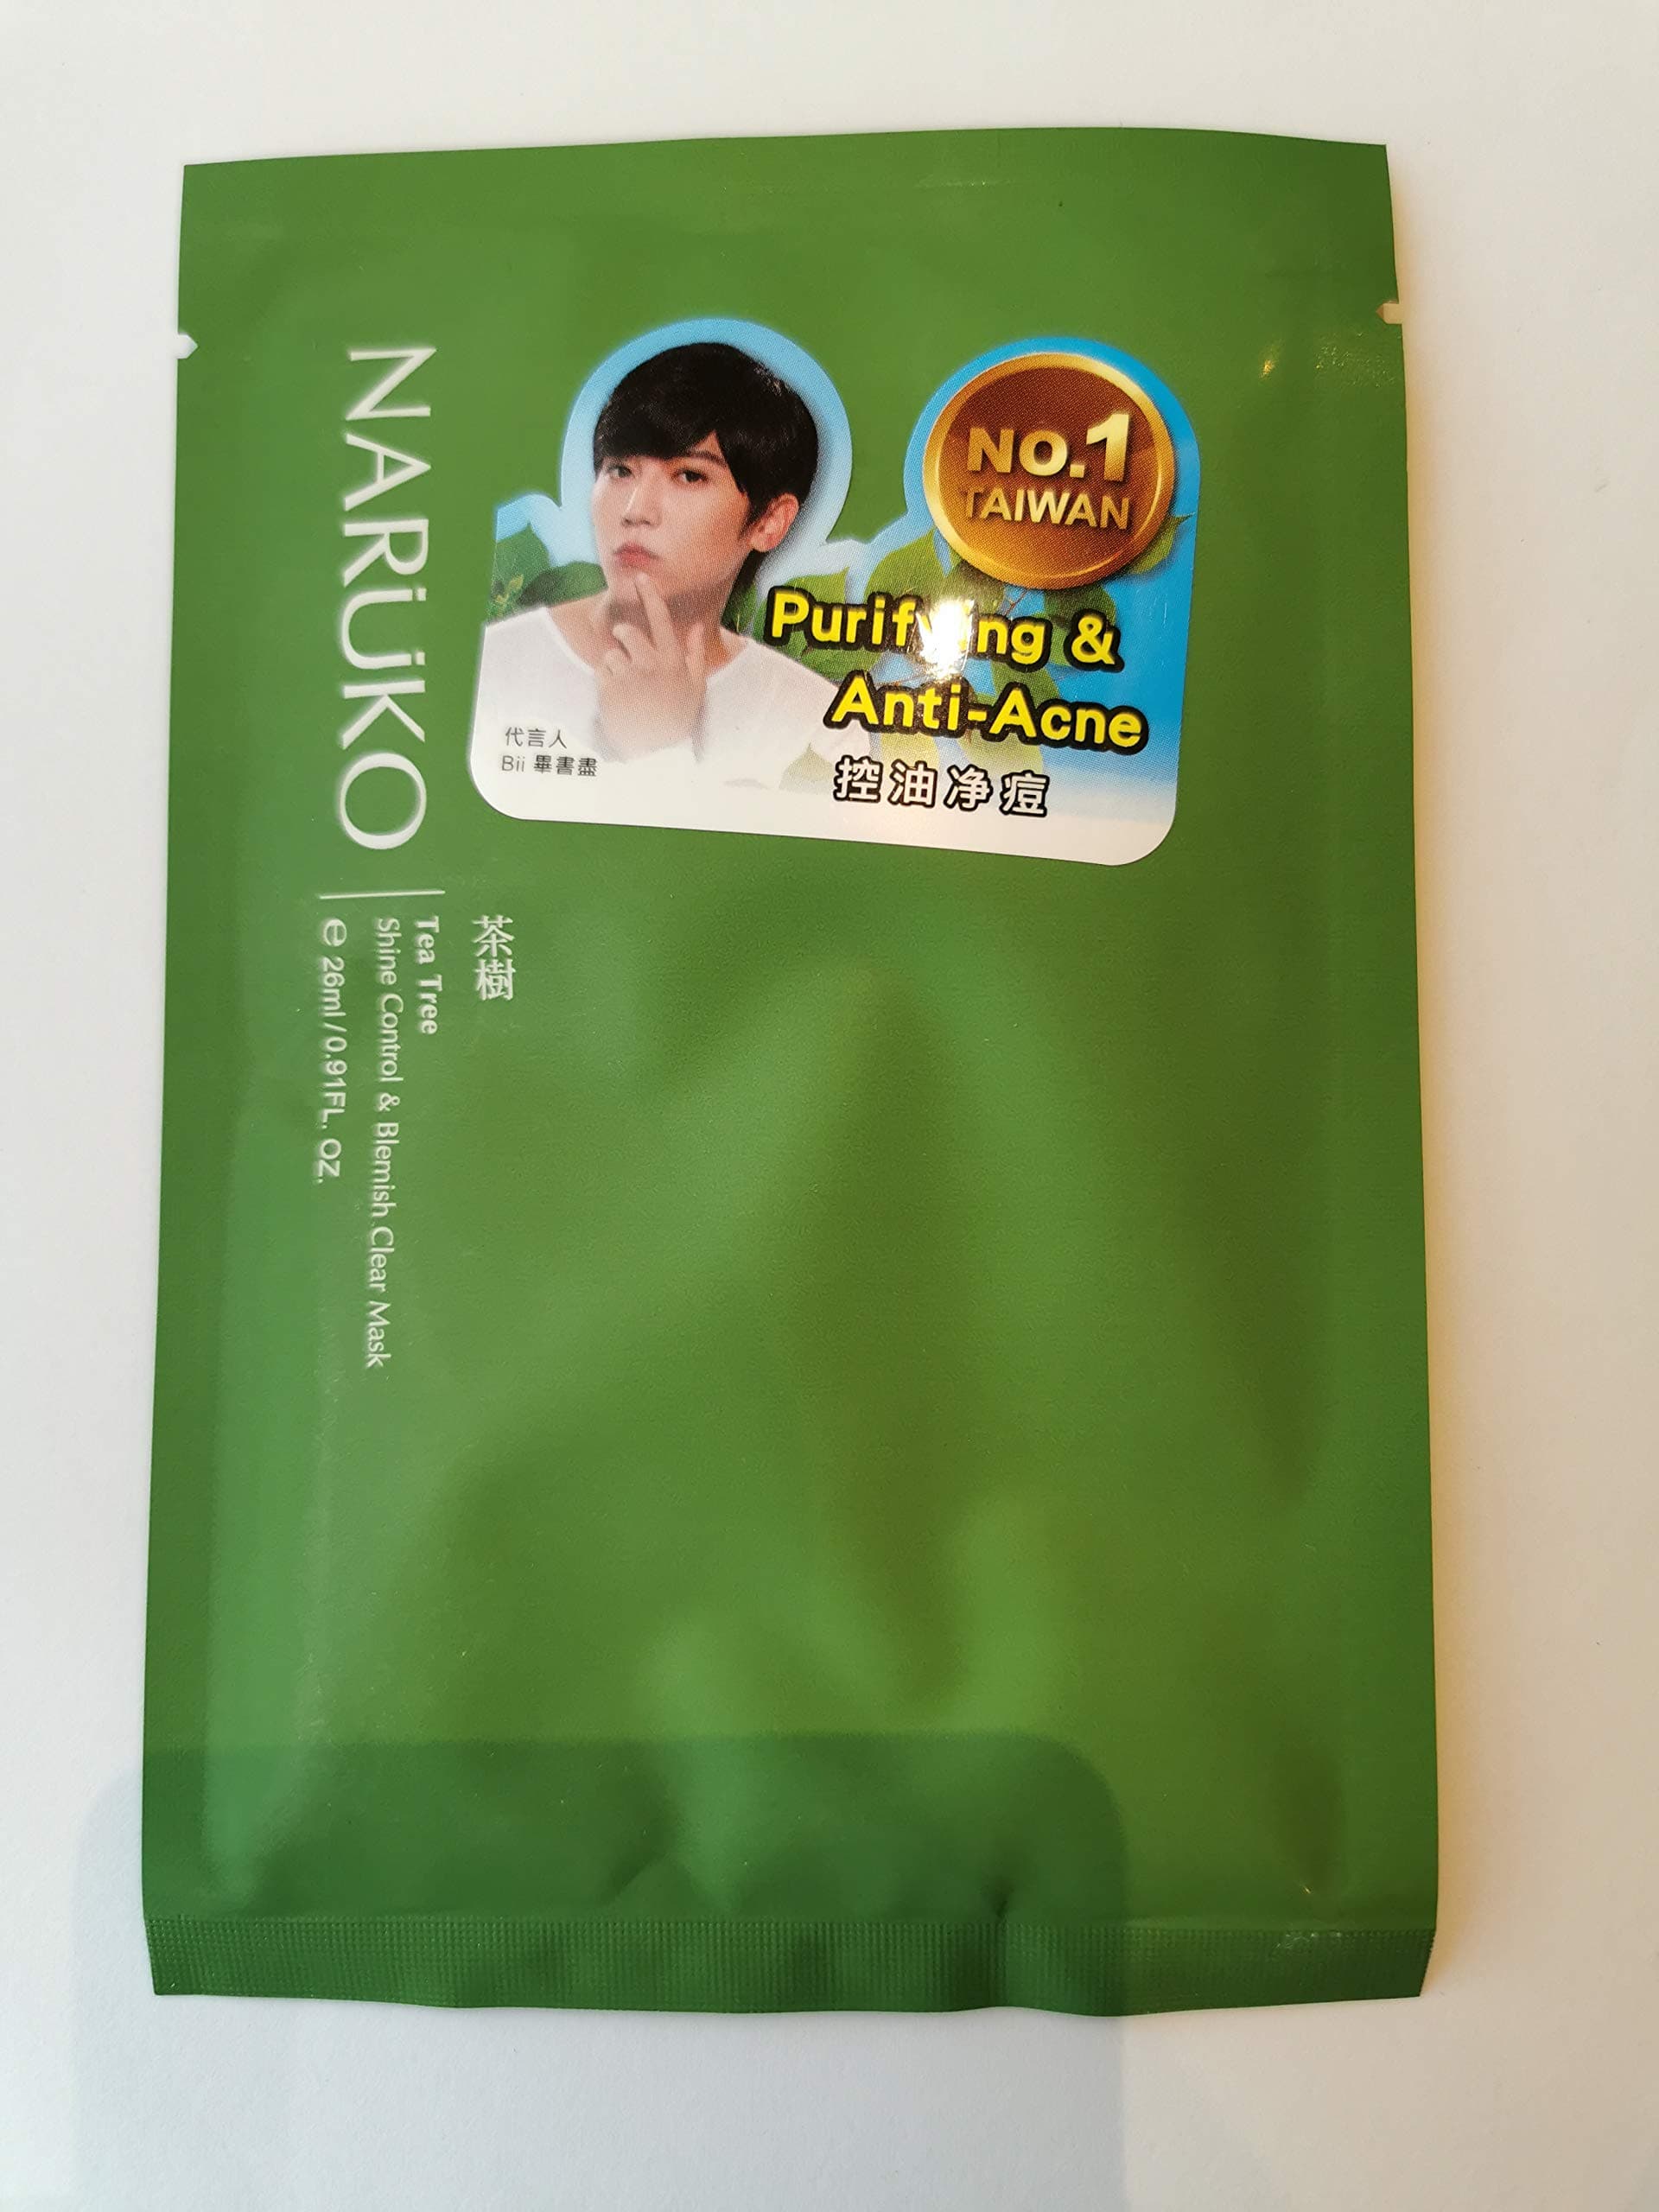 NO.1
TAIWAN
Purifying &
Anti-Acne
控油净痘
代言人
Bii 畢書盡
NARÜKO
茶樹
Tea Tree
Shine Control & Blemish Clear Mask
℮ 26ml/0.91FL. OZ.